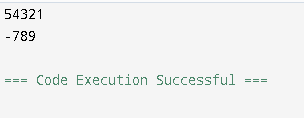 54321
-789
=== Code Execution Successful ===